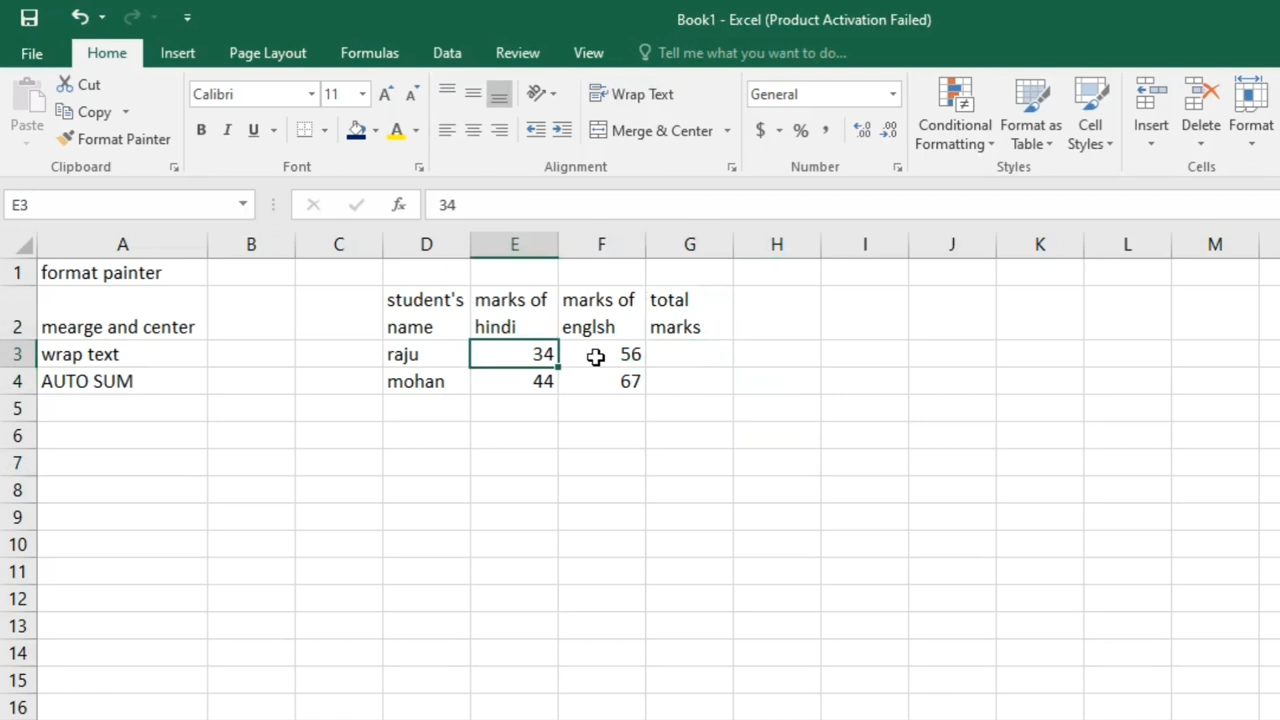 Book1 - Excel (Product Activation Failed)
File Home Insert Page Layout Formulas Data Review View Tell me what you want to do...
Paste
Cut
Copy
Format Painter
Clipboard
Calibri 11
B I U
Font
Wrap Text
Merge & Center
Alignment
General
$ % ,
Number
Conditional Formatting
Format as Table
Cell Styles
Styles
Insert Delete Format
Cells
E3 fx 34
A B C D E F G H I J K L M
1 format painter
student's marks of marks of total
2 mearge and center name hindi englsh marks
3 wrap text raju 34 56
4 AUTO SUM mohan 44 67
5
6
7
8
9
10
11
12
13
14
15
16